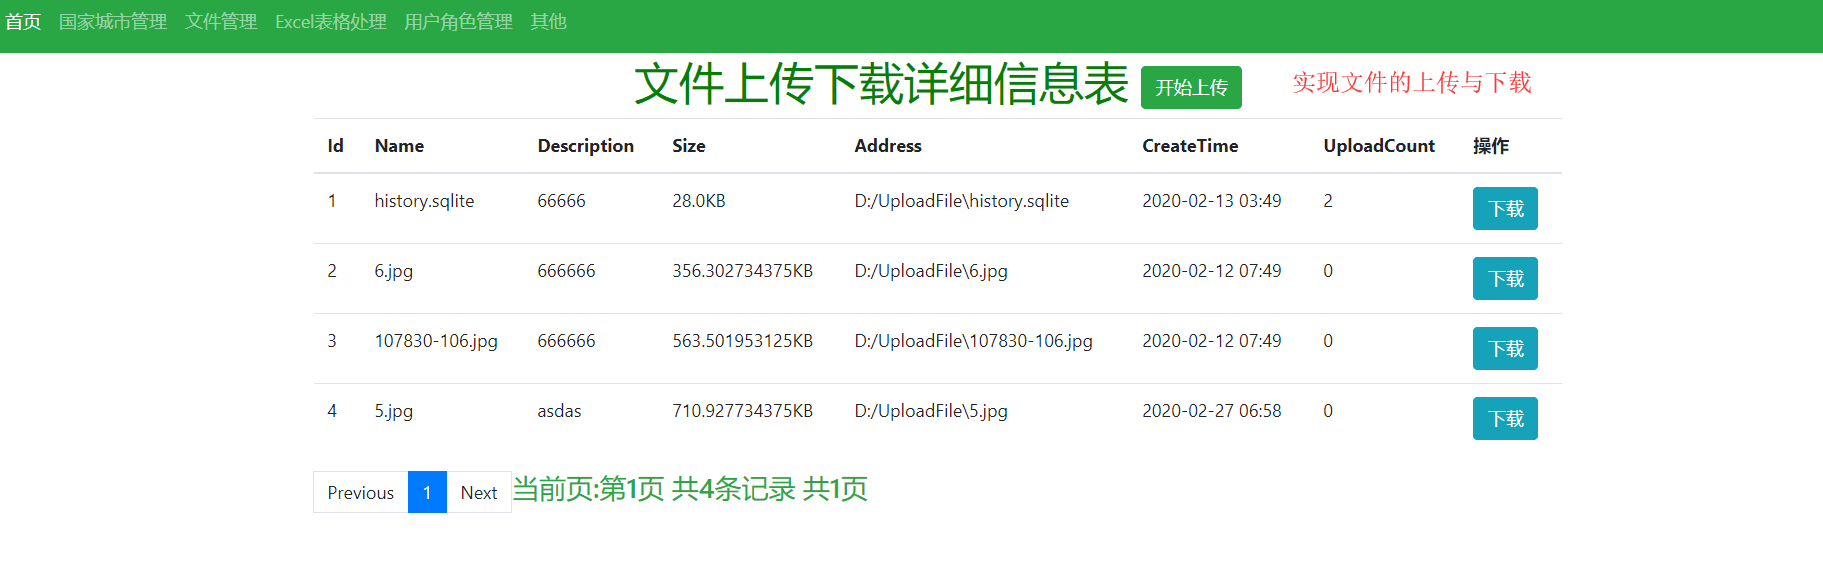 首页 国家城市管理 文件管理 Excel表格处理 用户角色管理 其他
文件上传下载详细信息表 开始上传 实现文件的上传与下载
Id Name Description Size Address CreateTime UploadCount 操作
1 history.sqlite 66666 28.0KB D:/UploadFile\history.sqlite 2020-02-13 03:49 2 下载
2 6.jpg 666666 356.302734375KB D:/UploadFile\6.jpg 2020-02-12 07:49 0 下载
3 107830-106.jpg 666666 563.501953125KB D:/UploadFile\107830-106.jpg 2020-02-12 07:49 0 下载
4 5.jpg asdas 710.927734375KB D:/UploadFile\5.jpg 2020-02-27 06:58 0 下载
Previous 1 Next 当前页:第1页 共4条记录 共1页